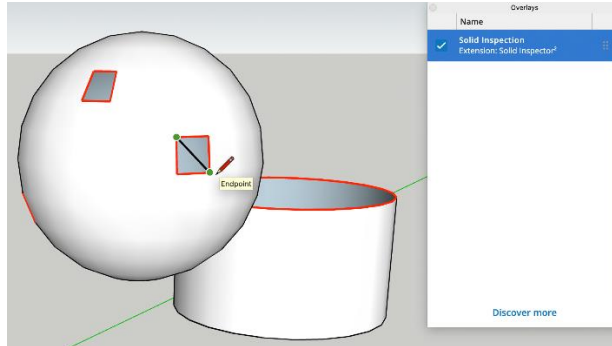 Overlays
Name
Solid Inspection
Extension: Solid Inspector²
Endpoint
Discover more